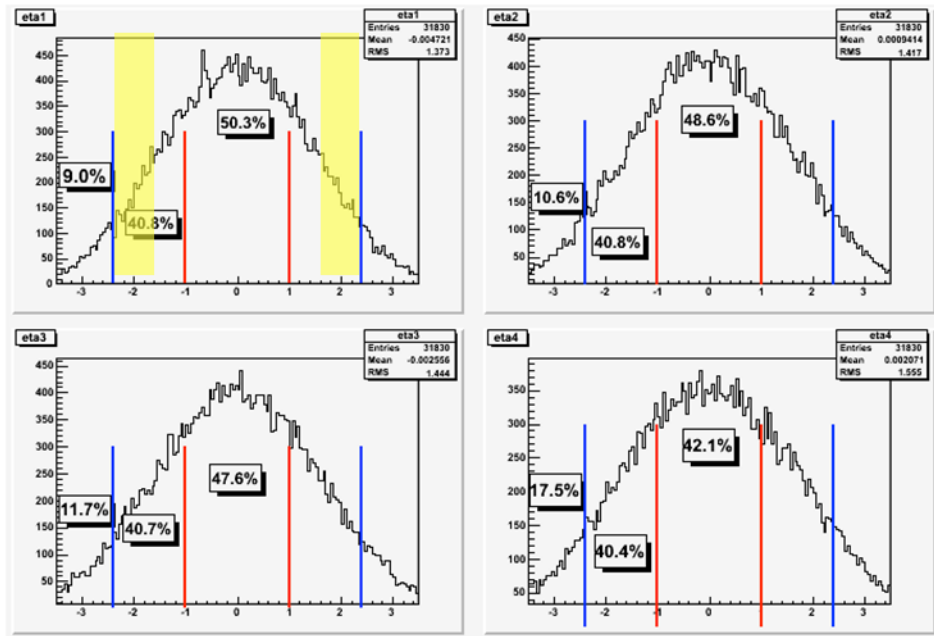 eta1
eta1
Entries 31830
Mean -0.004721
RMS 1.373
450
400
350
300
250
200
150
100
50
0
50.3%
9.0%
40.8%
-3 -2 -1 0 1 2 3
eta2
eta2
Entries 31830
Mean 0.0009414
RMS 1.417
450
400
350
300
250
200
150
100
50
48.6%
10.6%
40.8%
-3 -2 -1 0 1 2 3
eta3
eta3
Entries 31830
Mean -0.002556
RMS 1.444
450
400
350
300
250
200
150
100
50
47.6%
11.7%
40.7%
-3 -2 -1 0 1 2 3
eta4
eta4
Entries 31830
Mean 0.002071
RMS 1.555
350
300
250
200
150
100
50
42.1%
17.5%
40.4%
-3 -2 -1 0 1 2 3